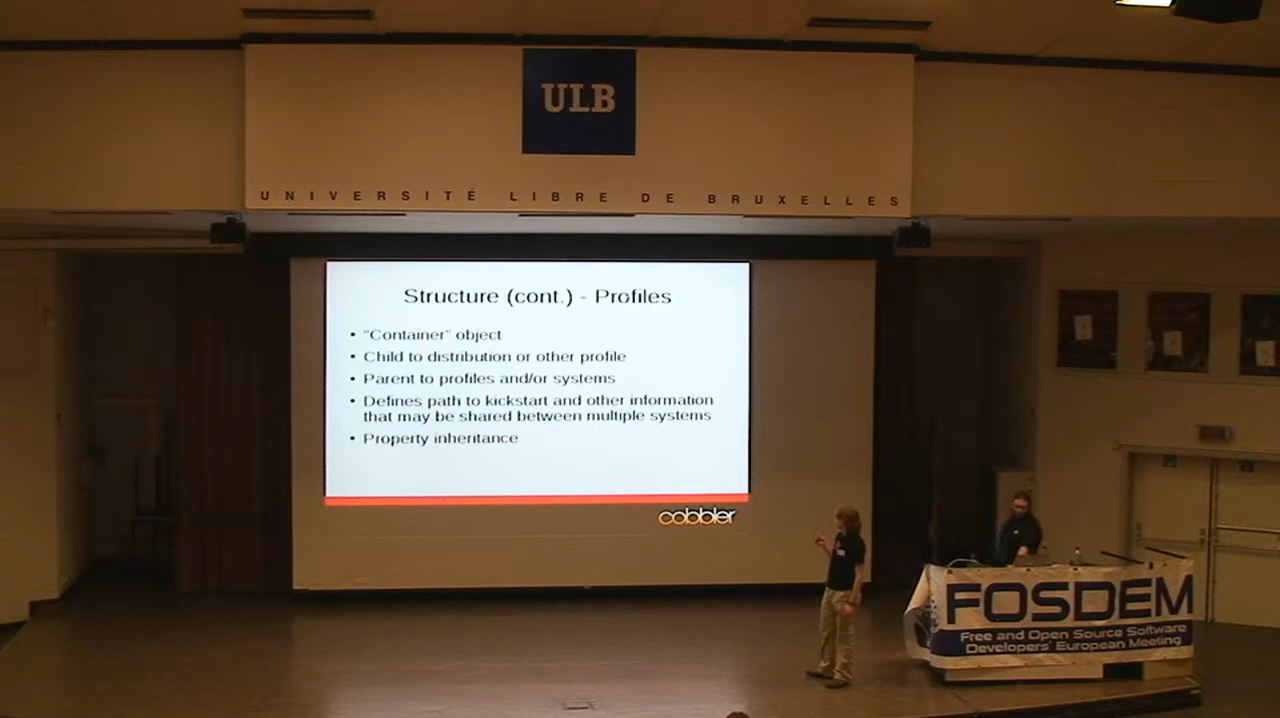 ULB
UNIVERSITÉ LIBRE DE BRUXELLES
Structure (cont.) - Profiles
• "Container" object
• Child to distribution or other profile
• Parent to profiles and/or systems
• Defines path to kickstart and other information
that may be shared between multiple systems
• Property inheritance
cobbler
FOSDEM
Free and Open Source Software
Developers' European Meeting